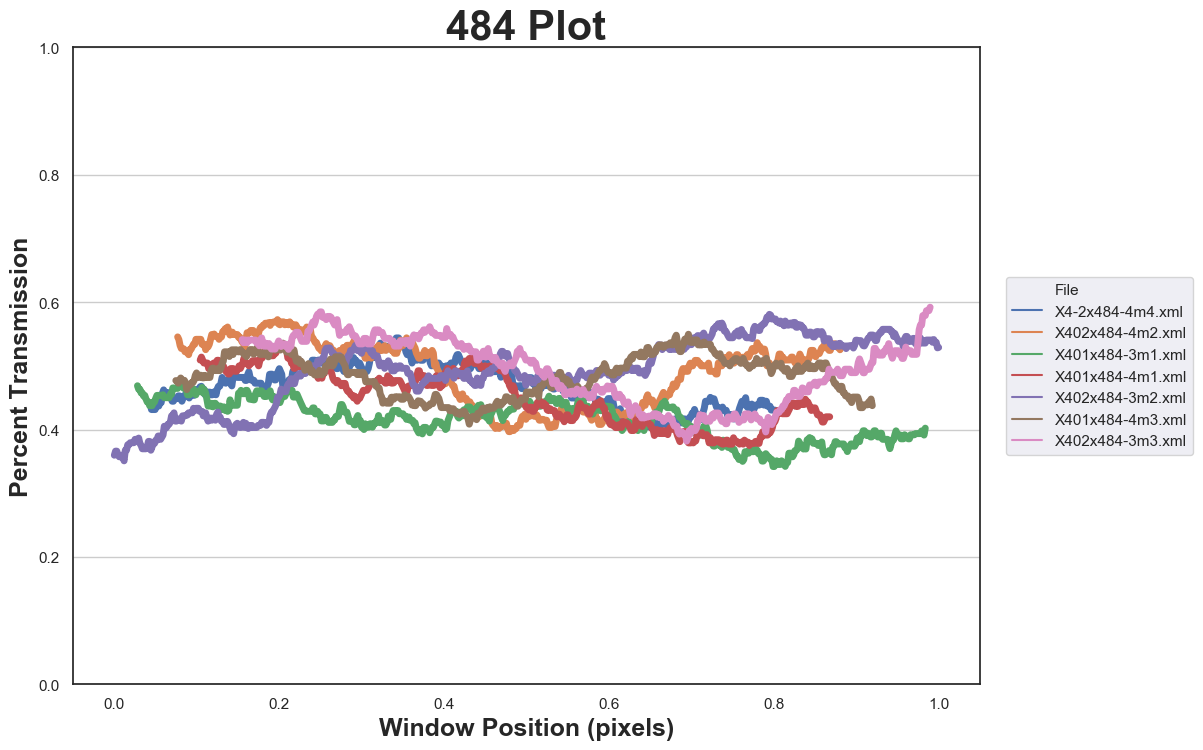 484 Plot
Percent Transmission
1.0
0.8
0.6
0.4
0.2
0.0
0.0 0.2 0.4 0.6 0.8 1.0
Window Position (pixels)
File
X4-2x484-4m4.xml
X402x484-4m2.xml
X401x484-3m1.xml
X401x484-4m1.xml
X402x484-3m2.xml
X401x484-4m3.xml
X402x484-3m3.xml